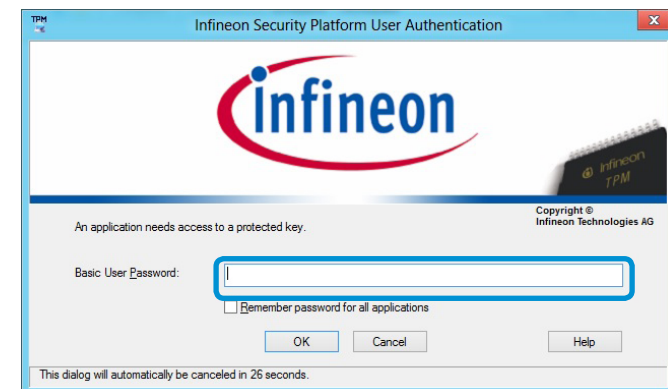 TPM
Infineon Security Platform User Authentication
x
infineon
Infineon
TPM
Copyright ©
Infineon Technologies AG
An application needs access to a protected key.
Basic User Password:
Remember password for all applications
OK Cancel Help
This dialog will automatically be canceled in 26 seconds.